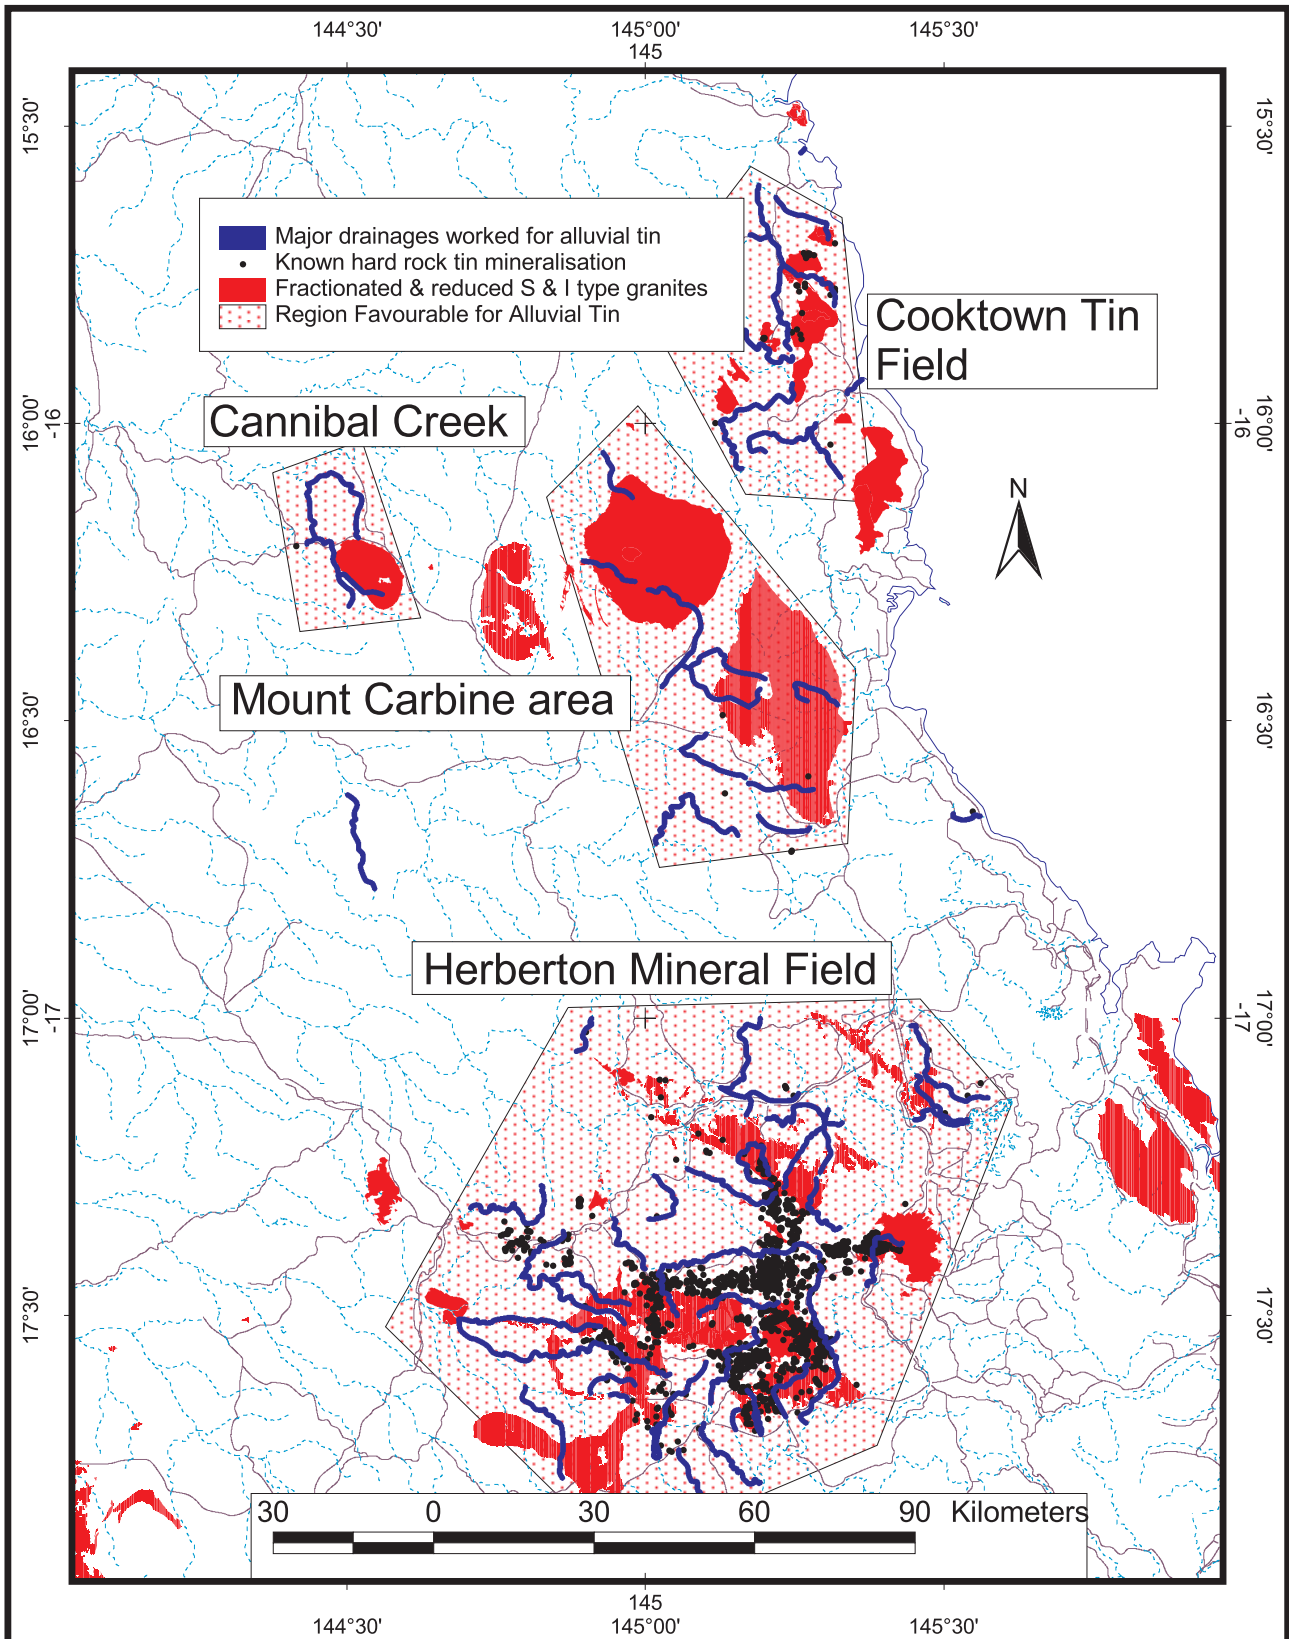 144°30'
145°00'
145°30'
145
15°30'
15°30'
Major drainages worked for alluvial tin
Known hard rock tin mineralisation
Fractionated & reduced S & I type granites
Region Favourable for Alluvial Tin
Cooktown Tin
Field
Cannibal Creek
16°00'
-16
-16
16°00'
N
Mount Carbine area
16°30'
16°30'
Herberton Mineral Field
17°00'
-17
-17
17°00'
17°30'
17°30'
30 0 30 60 90 Kilometers
145
144°30'
145°00'
145°30'